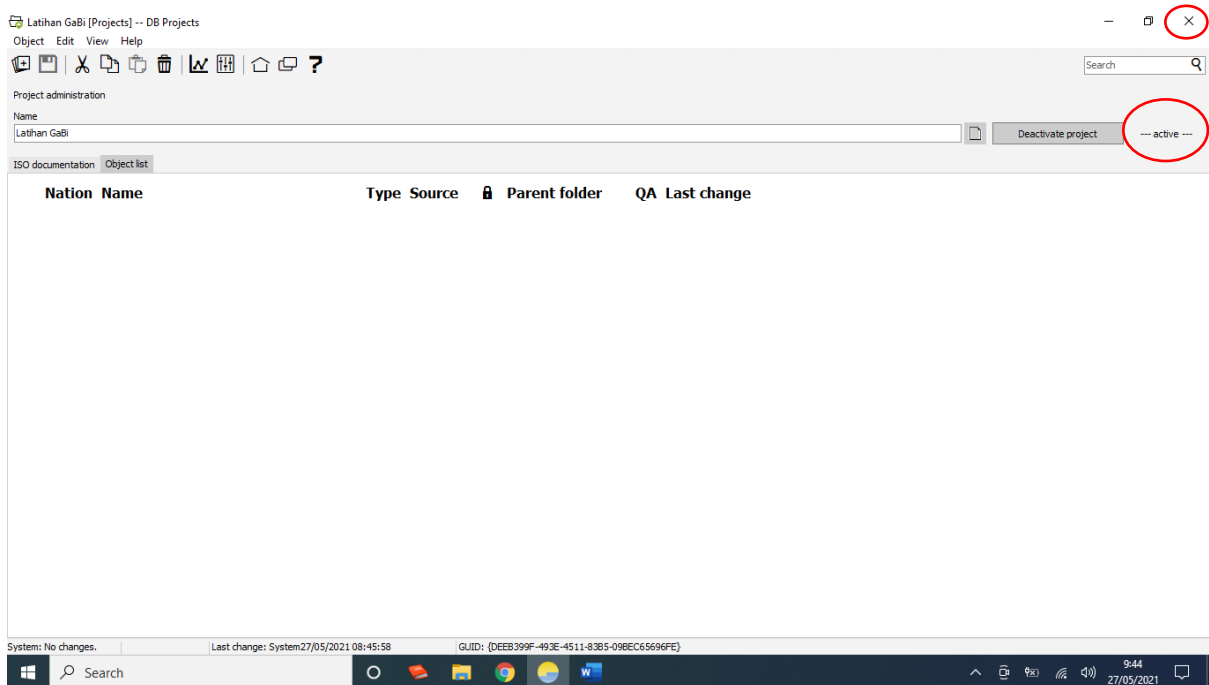 Latihan GaBi [Projects] -- DB Projects
Object Edit View Help
Search
Project administration
Name
Latihan GaBi
Deactivate project
--- active ---
ISO documentation Object list
Nation Name Type Source Parent folder QA Last change
System: No changes. Last change: System27/05/2021 08:45:58 GUID: {DEEB399F-493E-4511-83B5-09BEC65696FE}
Search
9:44
27/05/2021